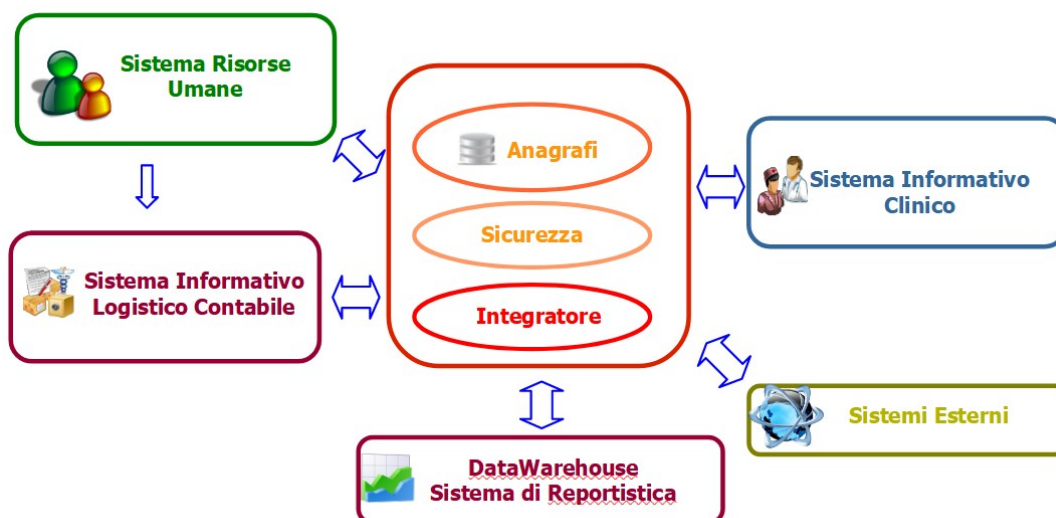 Sistema Risorse
Umane
Anagrafi
Sicurezza
Integratore
Sistema Informativo
Clinico
Sistema Informativo
Logistico Contabile
Sistemi Esterni
DataWarehouse
Sistema di Reportistica